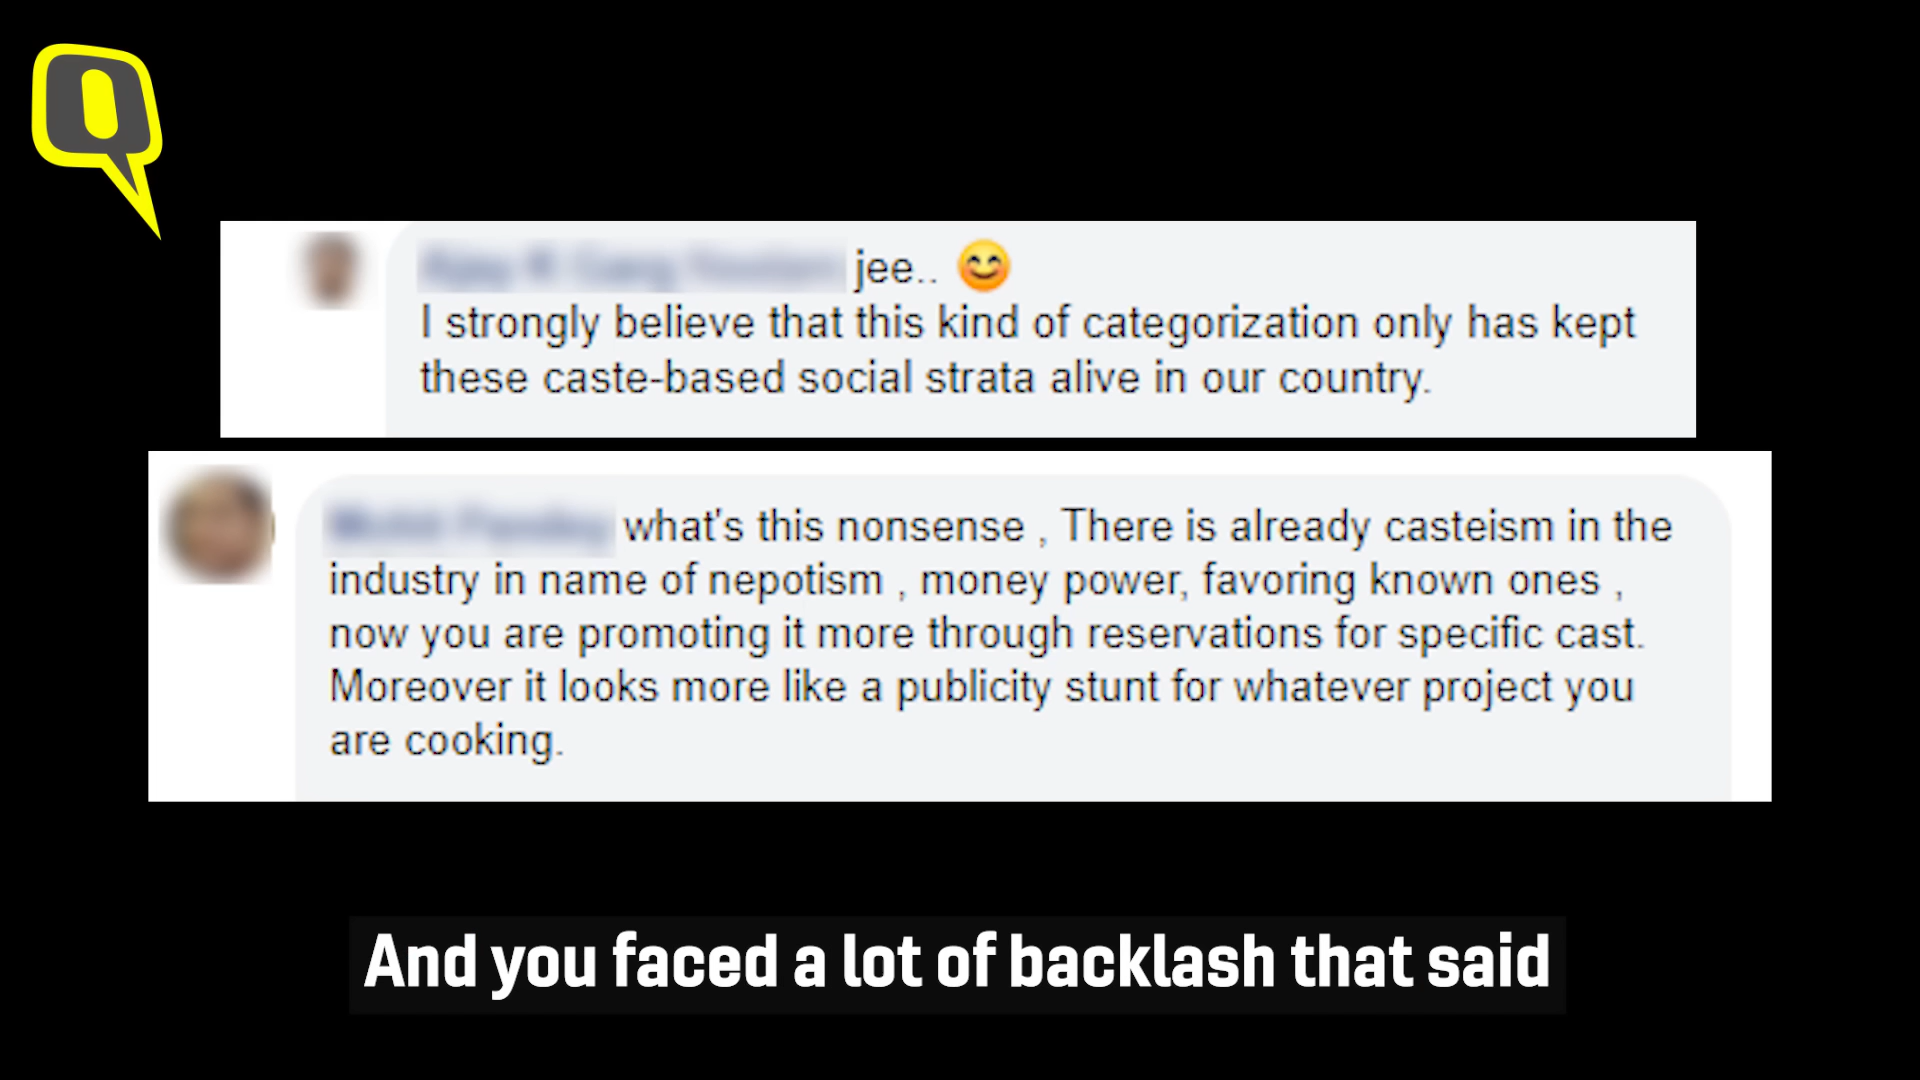 jee.. 😊
I strongly believe that this kind of categorization only has kept
these caste-based social strata alive in our country.
what's this nonsense , There is already casteism in the
industry in name of nepotism , money power, favoring known ones ,
now you are promoting it more through reservations for specific cast.
Moreover it looks more like a publicity stunt for whatever project you
are cooking.
And you faced a lot of backlash that said